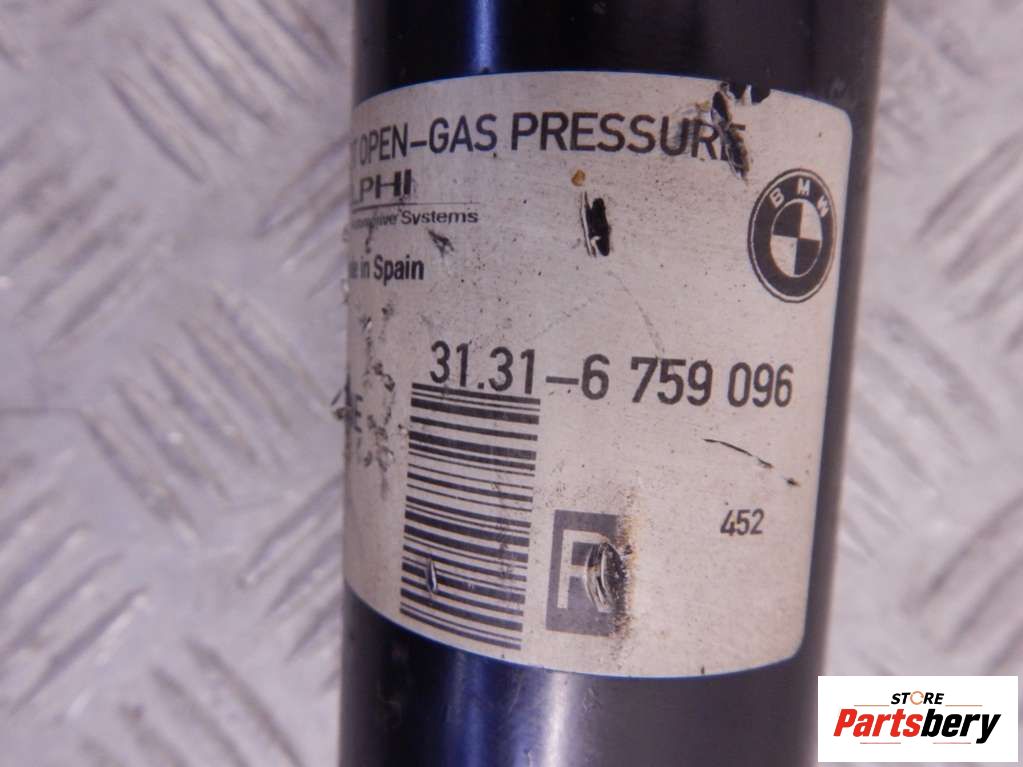 OPEN-GAS PRESSURE
BMW
Systems
in Spain
31.31-6 759 096
E
452
R
STORE
Partsbery